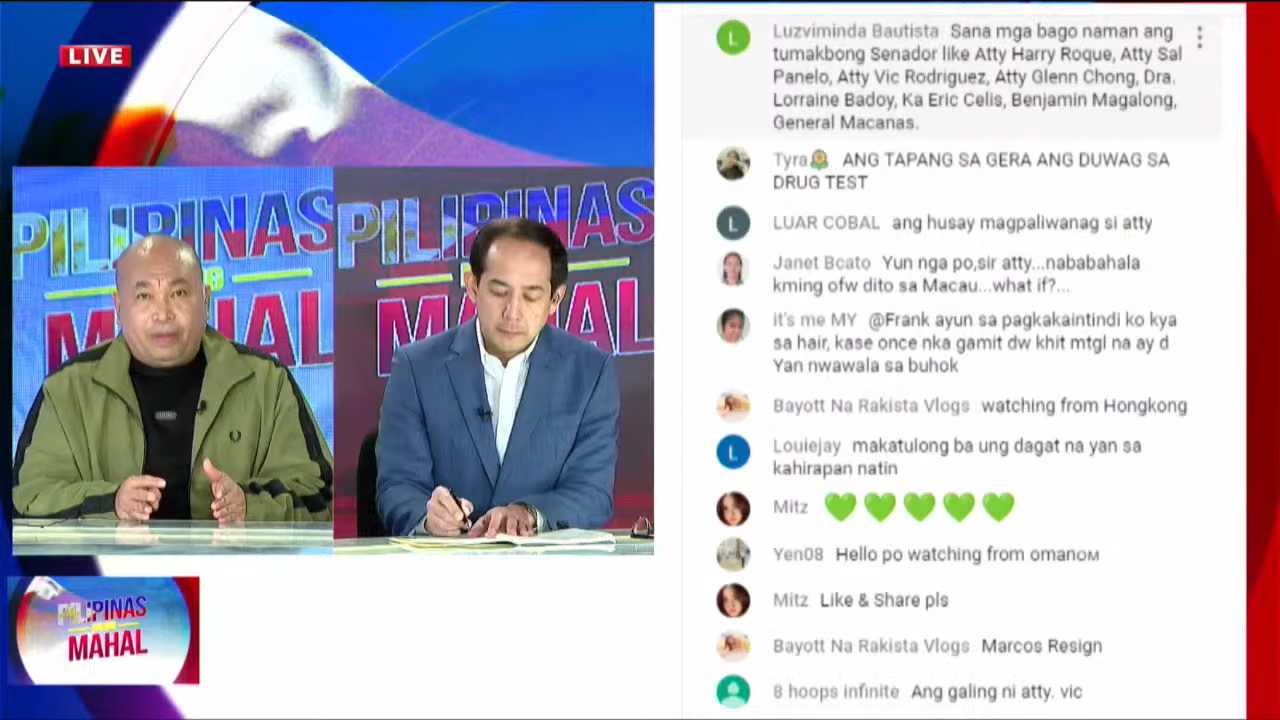 LIVE
PILIPINAS
NG
MAHAL
PILIPINAS
MAHAL
PILIPINAS
MAHAL
Luzviminda Bautista Sana mga bago naman ang
tumakbong Senador like Atty Harry Roque, Atty Sal
Panelo, Atty Vic Rodriguez, Atty Glenn Chong, Dra.
Lorraine Badoy, Ka Eric Celis, Benjamin Magalong,
General Macanas.
Tyra ANG TAPANG SA GERA ANG DUWAG SA
DRUG TEST
LUAR COBAL ang husay magpaliwanag si atty
Janet Bcato Yun nga po,sir atty...nababahala
kming ofw dito sa Macau...what if?...
it's me MY @Frank ayun sa pagkakaintindi ko kya
sa hair, kase once nka gamit dw khit mtgl na ay d
Yan nwawala sa buhok
Bayott Na Rakista Vlogs watching from Hongkong
Louiejay makatulong ba ung dagat na yan sa
kahirapan natin
Mitz 💚💚💚💚💚
Yen08 Hello po watching from omanом
Mitz Like & Share pls
Bayott Na Rakista Vlogs Marcos Resign
8 hoops infinite Ang galing ni atty. vic